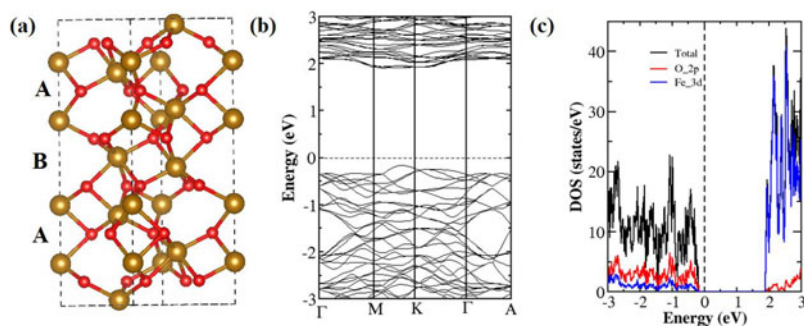 (a)
A
B
A
(b)
Energy (eV)
3
2
1
0
-1
-2
-3
Γ M K Γ A
(c)
DOS (states/eV)
40
30
20
10
0
Total
O_2p
Fe_3d
-3 -2 -1 0 1 2 3
Energy (eV)